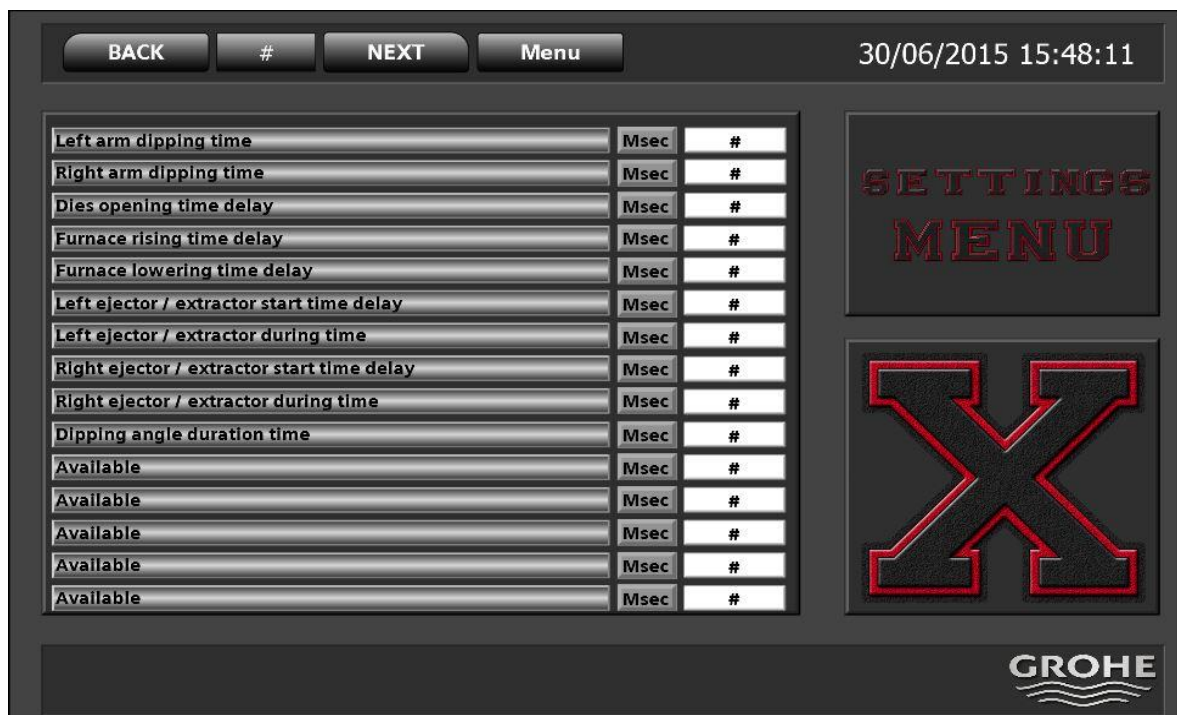 BACK # NEXT Menu 30/06/2015 15:48:11
Left arm dipping time Msec #
Right arm dipping time Msec #
Dies opening time delay Msec #
Furnace rising time delay Msec #
Furnace lowering time delay Msec #
Left ejector / extractor start time delay Msec #
Left ejector / extractor during time Msec #
Right ejector / extractor start time delay Msec #
Right ejector / extractor during time Msec #
Dipping angle duration time Msec #
Available Msec #
Available Msec #
Available Msec #
Available Msec #
Available Msec #
SETTINGS
MENU
X
GROHE